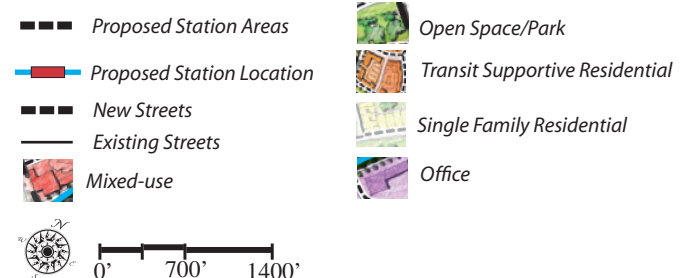 Proposed Station Areas
Proposed Station Location
New Streets
Existing Streets
Mixed-use
Open Space/Park
Transit Supportive Residential
Single Family Residential
Office
N
W
S
0' 700' 1400'